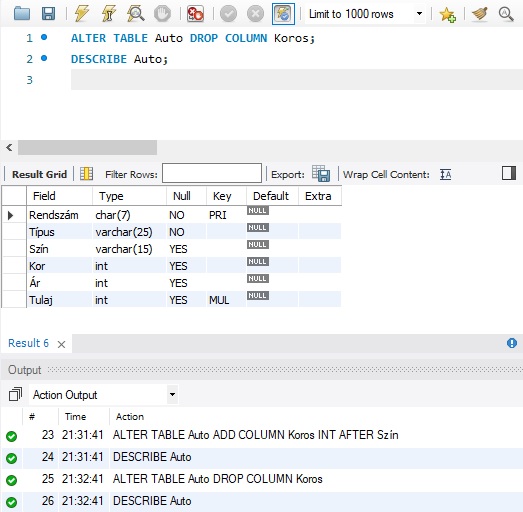 Limit to 1000 rows
1 ALTER TABLE Auto DROP COLUMN Koros;
2 DESCRIBE Auto;
3
Result Grid Filter Rows: Export: Wrap Cell Content: IA
Field Type Null Key Default Extra
Rendszám char(7) NO PRI NULL
Típus varchar(25) NO NULL
Szín varchar(15) YES NULL
Kor int YES NULL
Ár int YES NULL
Tulaj int YES MUL NULL
Result 6 ×
Output
Action Output
# Time Action
23 21:31:41 ALTER TABLE Auto ADD COLUMN Koros INT AFTER Szín
24 21:31:41 DESCRIBE Auto
25 21:32:41 ALTER TABLE Auto DROP COLUMN Koros
26 21:32:41 DESCRIBE Auto